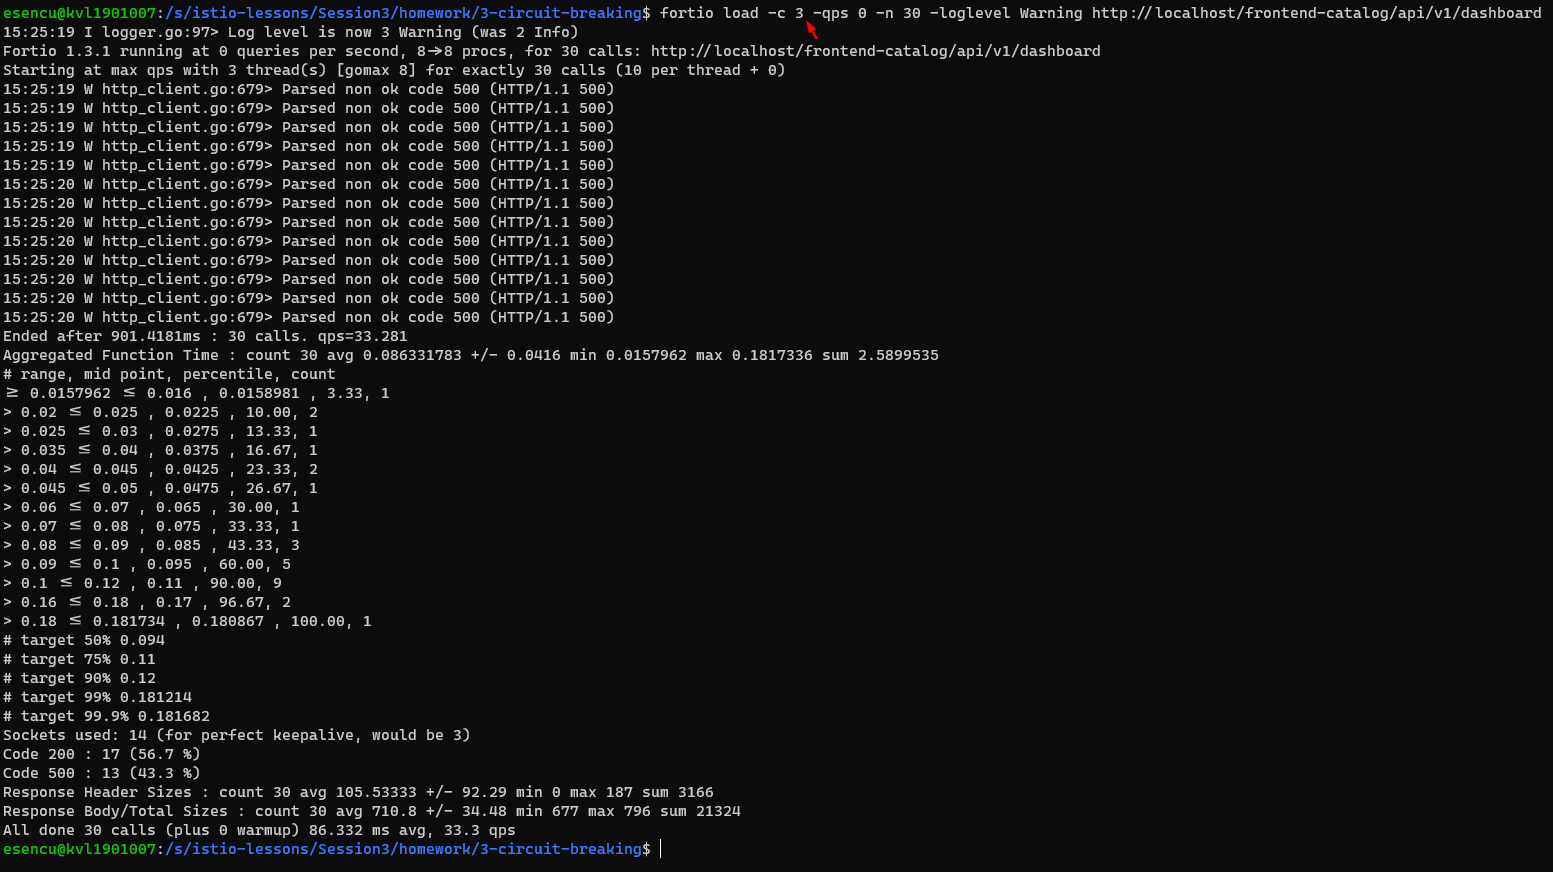 esencu@kvl1901007:/s/istio-lessons/Session3/homework/3-circuit-breaking$ fortio load -c 3 -qps 0 -n 30 -loglevel Warning http://localhost/frontend-catalog/api/v1/dashboard
15:25:19 I logger.go:97> Log level is now 3 Warning (was 2 Info)
Fortio 1.3.1 running at 0 queries per second, 8->8 procs, for 30 calls: http://localhost/frontend-catalog/api/v1/dashboard
Starting at max qps with 3 thread(s) [gomax 8] for exactly 30 calls (10 per thread + 0)
15:25:19 W http_client.go:679> Parsed non ok code 500 (HTTP/1.1 500)
15:25:19 W http_client.go:679> Parsed non ok code 500 (HTTP/1.1 500)
15:25:19 W http_client.go:679> Parsed non ok code 500 (HTTP/1.1 500)
15:25:19 W http_client.go:679> Parsed non ok code 500 (HTTP/1.1 500)
15:25:19 W http_client.go:679> Parsed non ok code 500 (HTTP/1.1 500)
15:25:20 W http_client.go:679> Parsed non ok code 500 (HTTP/1.1 500)
15:25:20 W http_client.go:679> Parsed non ok code 500 (HTTP/1.1 500)
15:25:20 W http_client.go:679> Parsed non ok code 500 (HTTP/1.1 500)
15:25:20 W http_client.go:679> Parsed non ok code 500 (HTTP/1.1 500)
15:25:20 W http_client.go:679> Parsed non ok code 500 (HTTP/1.1 500)
15:25:20 W http_client.go:679> Parsed non ok code 500 (HTTP/1.1 500)
15:25:20 W http_client.go:679> Parsed non ok code 500 (HTTP/1.1 500)
15:25:20 W http_client.go:679> Parsed non ok code 500 (HTTP/1.1 500)
Ended after 901.4181ms : 30 calls. qps=33.281
Aggregated Function Time : count 30 avg 0.086331783 +/- 0.0416 min 0.0157962 max 0.1817336 sum 2.5899535
# range, mid point, percentile, count
>= 0.0157962 <= 0.016 , 0.0158981 , 3.33, 1
> 0.02 <= 0.025 , 0.0225 , 10.00, 2
> 0.025 <= 0.03 , 0.0275 , 13.33, 1
> 0.035 <= 0.04 , 0.0375 , 16.67, 1
> 0.04 <= 0.045 , 0.0425 , 23.33, 2
> 0.045 <= 0.05 , 0.0475 , 26.67, 1
> 0.06 <= 0.07 , 0.065 , 30.00, 1
> 0.07 <= 0.08 , 0.075 , 33.33, 1
> 0.08 <= 0.09 , 0.085 , 43.33, 3
> 0.09 <= 0.1 , 0.095 , 60.00, 5
> 0.1 <= 0.12 , 0.11 , 90.00, 9
> 0.16 <= 0.18 , 0.17 , 96.67, 2
> 0.18 <= 0.181734 , 0.180867 , 100.00, 1
# target 50% 0.094
# target 75% 0.11
# target 90% 0.12
# target 99% 0.181214
# target 99.9% 0.181682
Sockets used: 14 (for perfect keepalive, would be 3)
Code 200 : 17 (56.7 %)
Code 500 : 13 (43.3 %)
Response Header Sizes : count 30 avg 105.53333 +/- 92.29 min 0 max 187 sum 3166
Response Body/Total Sizes : count 30 avg 710.8 +/- 34.48 min 677 max 796 sum 21324
All done 30 calls (plus 0 warmup) 86.332 ms avg, 33.3 qps
esencu@kvl1901007:/s/istio-lessons/Session3/homework/3-circuit-breaking$